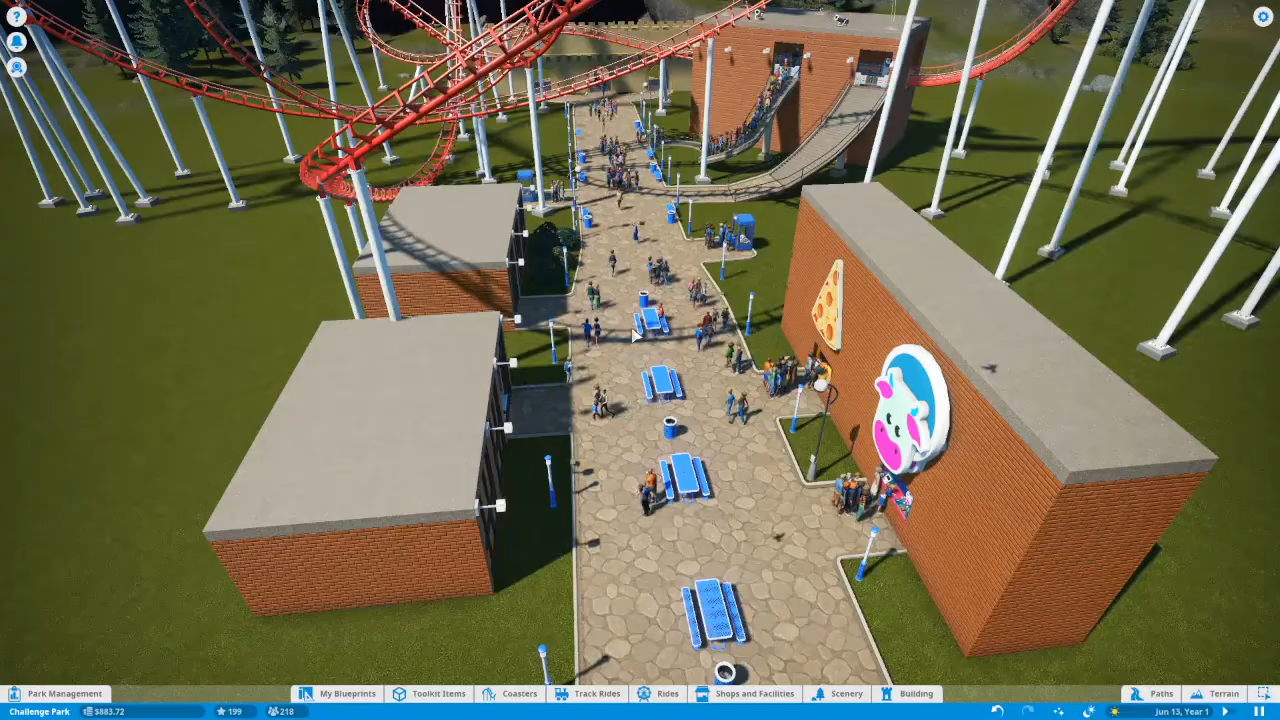 Park Management
My Blueprints
Toolkit Items
Coasters
Track Rides
Rides
Shops and Facilities
Scenery
Building
Paths
Terrain
Challenge Park
$883.72
199
218
Jun 13, Year 1